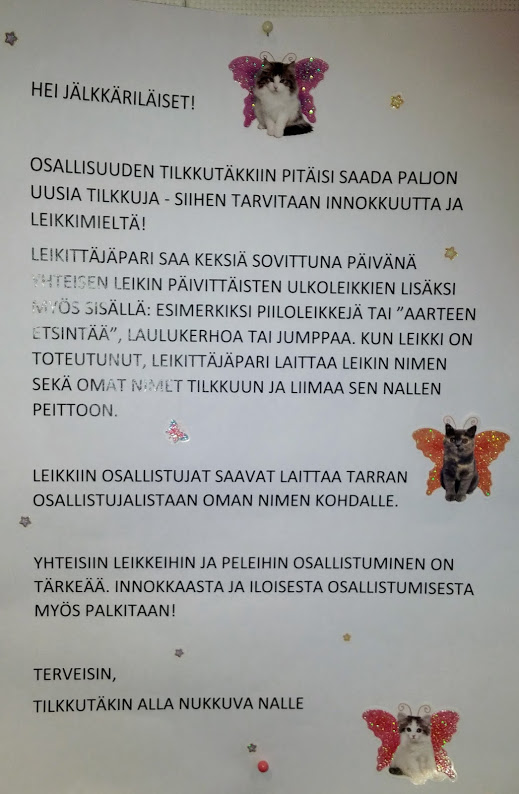 HEI JÄLKKÄRILÄISET!
OSALLISUUDEN TILKKUTÄKKIIN PITÄISI SAADA PALJON
UUSIA TILKKUJA - SIIHEN TARVITAAN INNOKKUUTTA JA
LEIKKIMIELTÄ!
LEIKITTÄJÄPARI SAA KEKSIÄ SOVITTUNA PÄIVÄNÄ
YHTEISEN LEIKIN PÄIVITTÄISTEN ULKOLEIKKIEN LISÄKSI
MYÖS SISÄLLÄ: ESIMERKIKSI PIILOLEIKKEJÄ TAI ”AARTEEN
ETSINTÄÄ”, LAULUKERHOA TAI JUMPPAA. KUN LEIKKI ON
TOTEUTUNUT, LEIKITTÄJÄPARI LAITTAA LEIKIN NIMEN
SEKÄ OMAT NIMET TILKKUUN JA LIIMAA SEN NALLEN
PEITTOON.
LEIKKIIN OSALLISTUJAT SAAVAT LAITTAA TARRAN
OSALLISTUJALISTAAN OMAN NIMEN KOHDALLE.
YHTEISIIN LEIKKEIHIN JA PELEIHIN OSALLISTUMINEN ON
TÄRKEÄÄ. INNOKKAASTA JA ILOISESTA OSALLISTUMISESTA
MYÖS PALKITAAN!
TERVEISIN,
TILKKUTÄKIN ALLA NUKKUVA NALLE